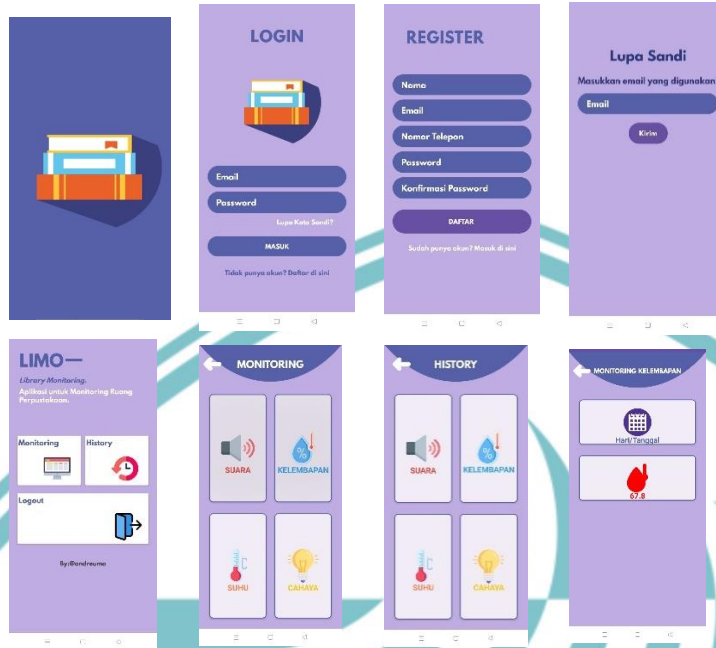 LOGIN
Email
Password
Lupa Kata Sandi?
MASUK
Tidak punya akun? Daftar di sini
REGISTER
Nama
Email
Nomor Telepon
Password
Konfirmasi Password
DAFTAR
Sudah punya akun? Masuk di sini
Lupa Sandi
Masukkan email yang digunakan
Email
Kirim
LIMO—
Library Monitoring.
Aplikasi untuk Monitoring Ruang
Perpustakaan.
Monitoring
History
Logout
By:@andreuma
MONITORING
SUARA
KELEMBAPAN
SUHU
CAHAYA
HISTORY
SUARA
KELEMBAPAN
SUHU
CAHAYA
MONITORING KELEMBAPAN
Hari/Tanggal
67.8